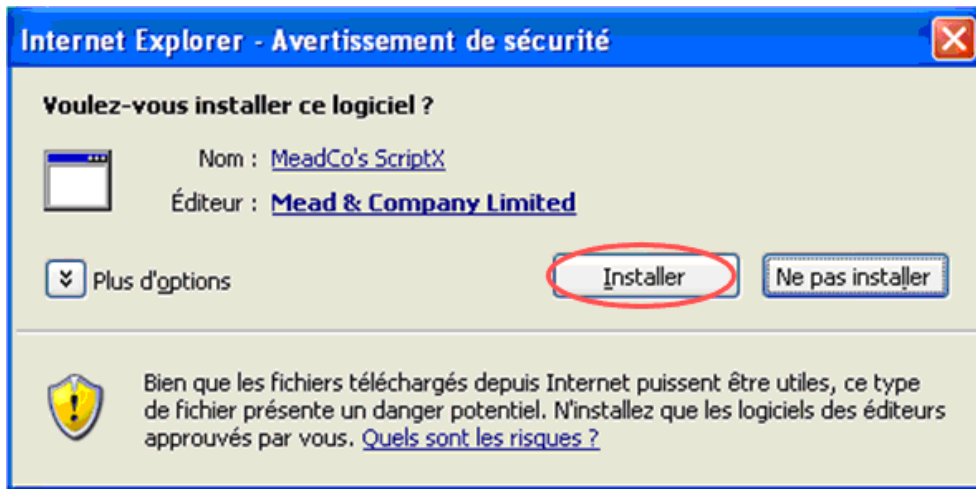 Internet Explorer - Avertissement de sécurité
Voulez-vous installer ce logiciel ?
Nom : MeadCo's ScriptX
Éditeur : Mead & Company Limited
Plus d'options
Installer
Ne pas installer
Bien que les fichiers téléchargés depuis Internet puissent être utiles, ce type
de fichier présente un danger potentiel. N'installez que les logiciels des éditeurs
approuvés par vous. Quels sont les risques ?